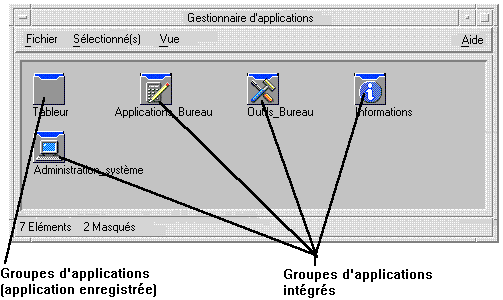 Gestionnaire d'applications
Fichier Sélectionné(s) Vue Aide
Tableur Applications_Bureau Outils_Bureau Informations
Administration_système
7 Eléments 2 Masqués
Groupes d'applications
(application enregistrée)
Groupes d'applications
intégrés